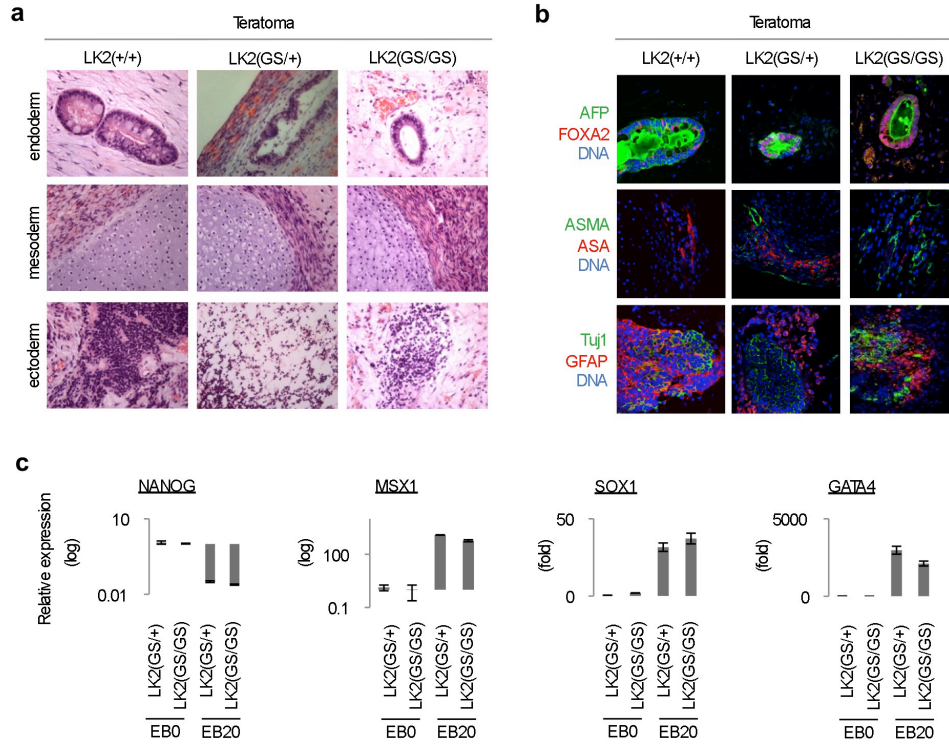 a
Teratoma
LK2(+/+) LK2(GS/+) LK2(GS/GS)
endoderm
mesoderm
ectoderm
b
Teratoma
LK2(+/+) LK2(GS/+) LK2(GS/GS)
AFP
FOXA2
DNA
ASMA
ASA
DNA
Tuj1
GFAP
DNA
c
NANOG
Relative expression
(log)
10
0.01
LK2(GS/+)
LK2(GS/GS)
LK2(GS/+)
LK2(GS/GS)
EB0 EB20
MSX1
(log)
100
0.1
LK2(GS/+)
LK2(GS/GS)
LK2(GS/+)
LK2(GS/GS)
EB0 EB20
SOX1
(fold)
50
0
LK2(GS/+)
LK2(GS/GS)
LK2(GS/+)
LK2(GS/GS)
EB0 EB20
GATA4
(fold)
5000
0
LK2(GS/+)
LK2(GS/GS)
LK2(GS/+)
LK2(GS/GS)
EB0 EB20